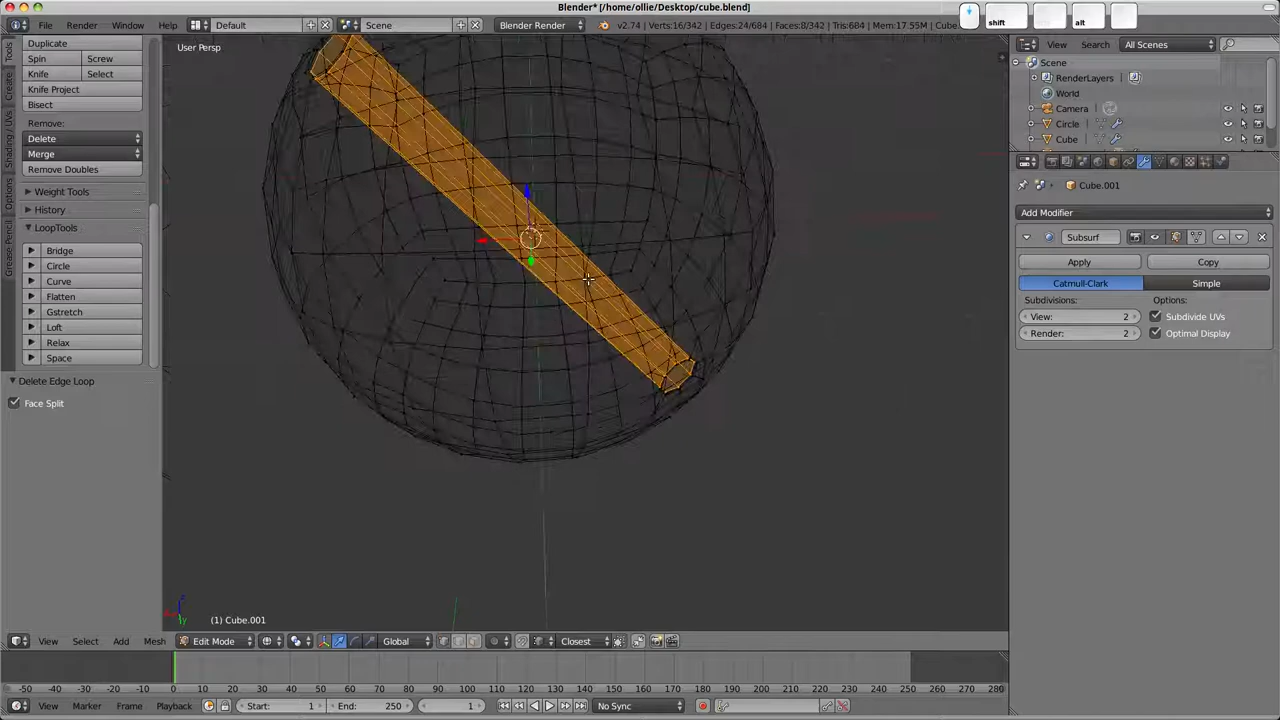 Blender* [/home/ollie/Desktop/cube.blend]
File Render Window Help Default Scene Blender Render v2.74 | Verts:16/342 | Edges:24/684 | Faces:8/342 | Tris:684 | Mem:17.55M | Cube.
shift alt
Tools
Create
Shading / UVs
Options
Grease Pencil
Duplicate
Spin Screw
Knife Select
Knife Project
Bisect
Remove:
Delete
Merge
Remove Doubles
Weight Tools
History
LoopTools
Bridge
Circle
Curve
Flatten
Gstretch
Loft
Relax
Space
Delete Edge Loop
Face Split
User Persp
(1) Cube.001
View Select Add Mesh Edit Mode Global Closest
View Search All Scenes
Scene
RenderLayers
World
Camera
Circle
Cube
Cube.001
Add Modifier
Subsurf
Apply Copy
Catmull-Clark Simple
Subdivisions: Options:
View: 2 Subdivide UVs
Render: 2 Optimal Display
-50 -40 -30 -20 -10 0 10 20 30 40 50 60 70 80 90 100 110 120 130 140 150 160 170 180 190 200 210 220 230 240 250 260 270 280
View Marker Frame Playback Start: 1 End: 250 1 No Sync